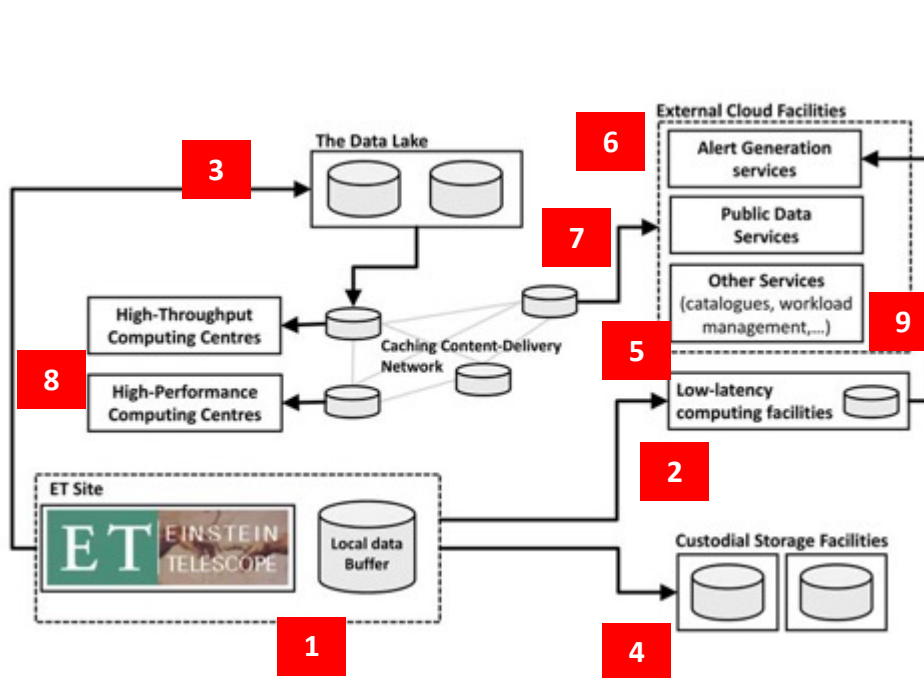 External Cloud Facilities
6
Alert Generation
services
The Data Lake
3
Public Data
Services
7
Other Services
(catalogues, workload
management,...)
9
High-Throughput
Computing Centres
Caching Content-Delivery
Network
5
8
High-Performance
Computing Centres
Low-latency
computing facilities
2
ET Site
ET
EINSTEIN
TELESCOPE
Local data
Buffer
Custodial Storage Facilities
1
4